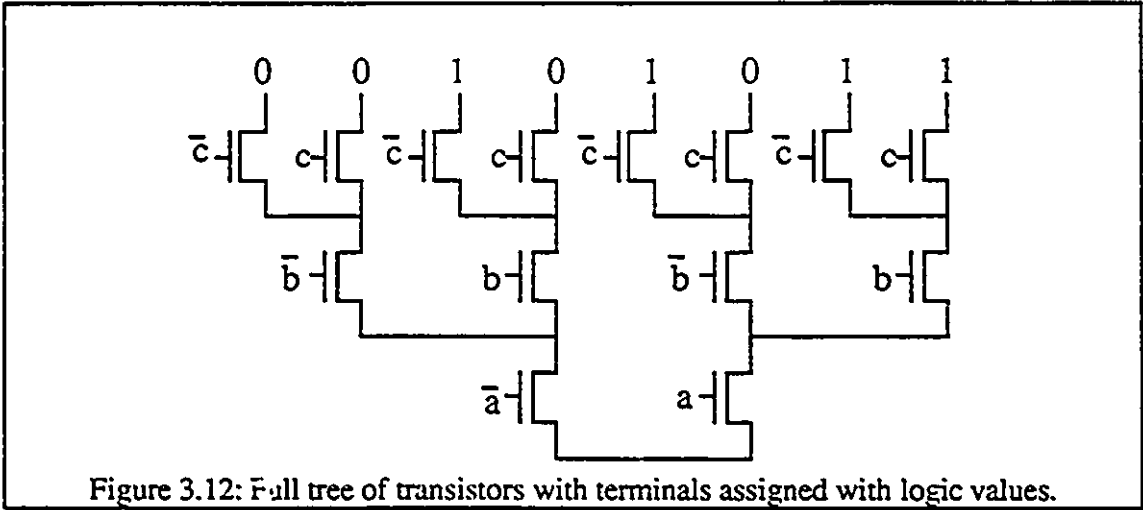 0 0 1 0 1 0 1 1
c̄ c c̄ c c̄ c c̄ c
b̄ b b̄ b
ā a
Figure 3.12: Full tree of transistors with terminals assigned with logic values.